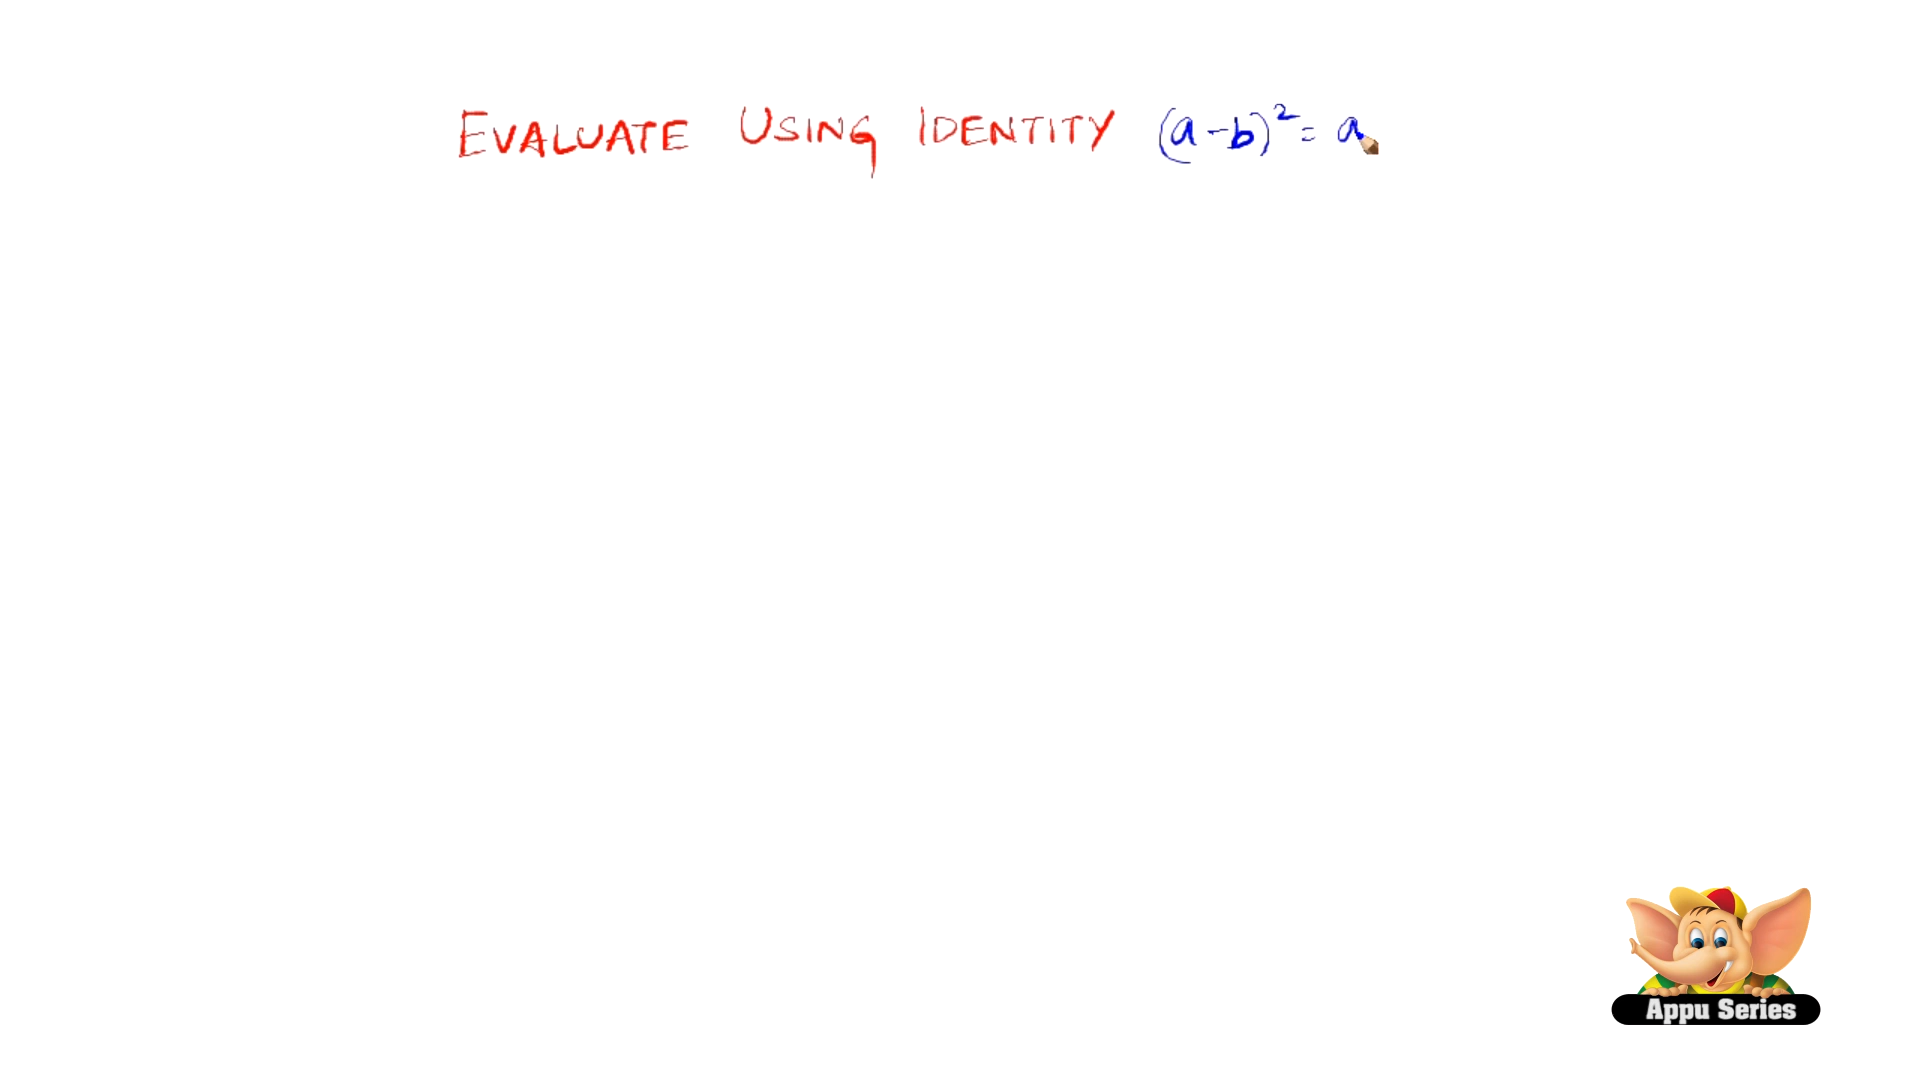 EVALUATE USING IDENTITY (a-b)² = a
Appu Series